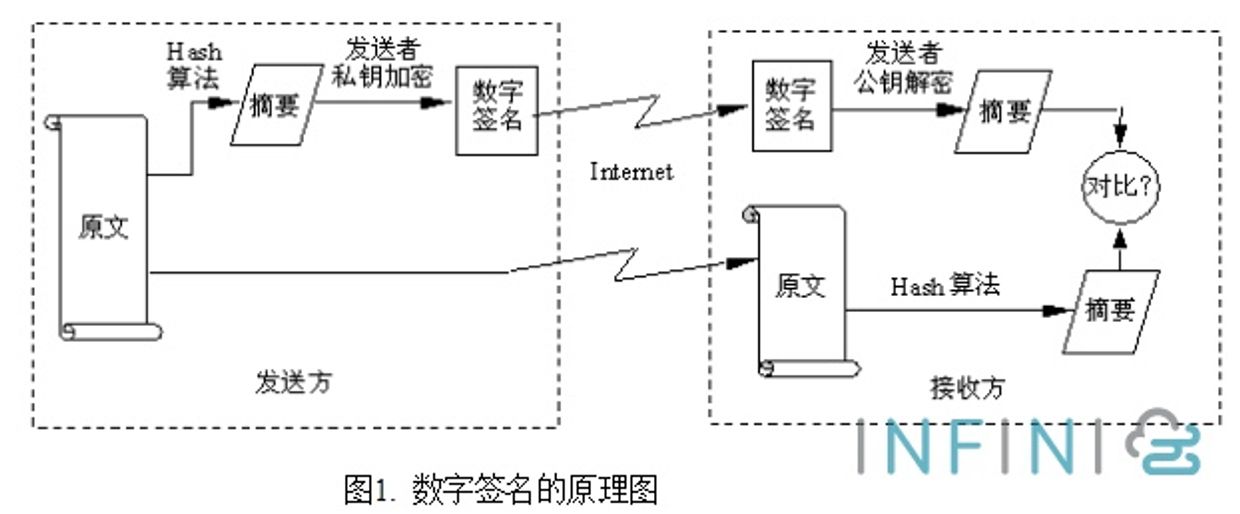 Hash
算法
摘要
发送者
私钥加密
数字
签名
原文
发送方
Internet
数字
签名
发送者
公钥解密
摘要
对比?
原文
Hash 算法
摘要
接收方
INFINI
图1. 数字签名的原理图